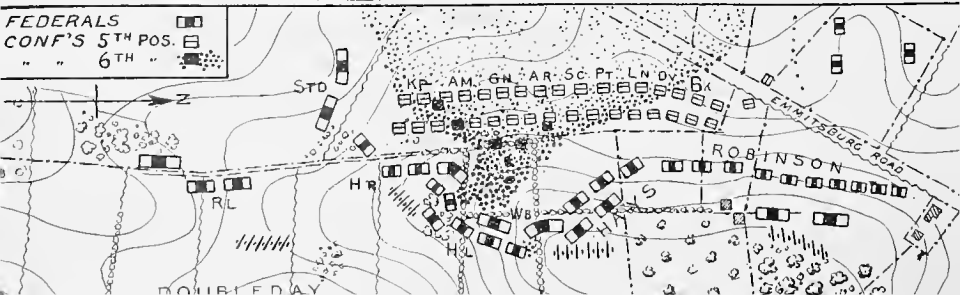 FEDERALS
CONF'S 5TH POS.
" " 6TH "
N
STD
KP AM GN AR SC PT LN DV BX
EMMITSBURG ROAD
ROBINSON
HR
RL
HAYS
WB
HL
DOUBLEDAY